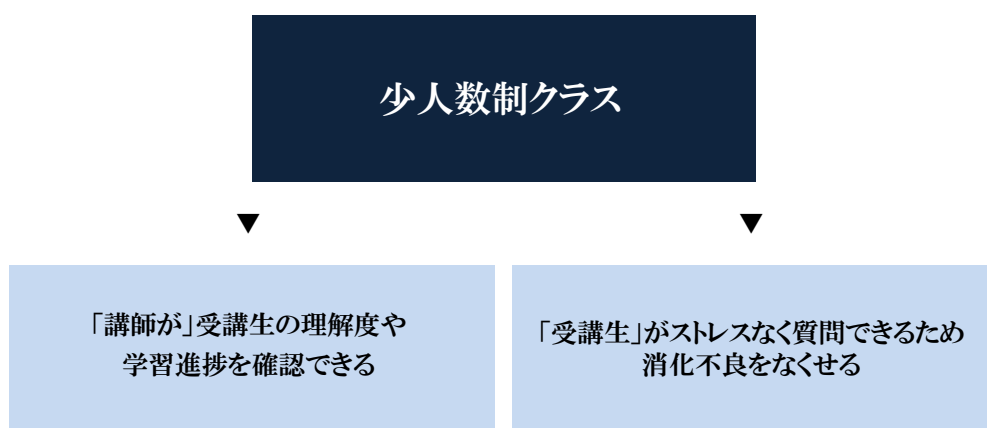 少人数制クラス
「講師が」受講生の理解度や
学習進捗を確認できる
「受講生」がストレスなく質問できるため
消化不良をなくせる